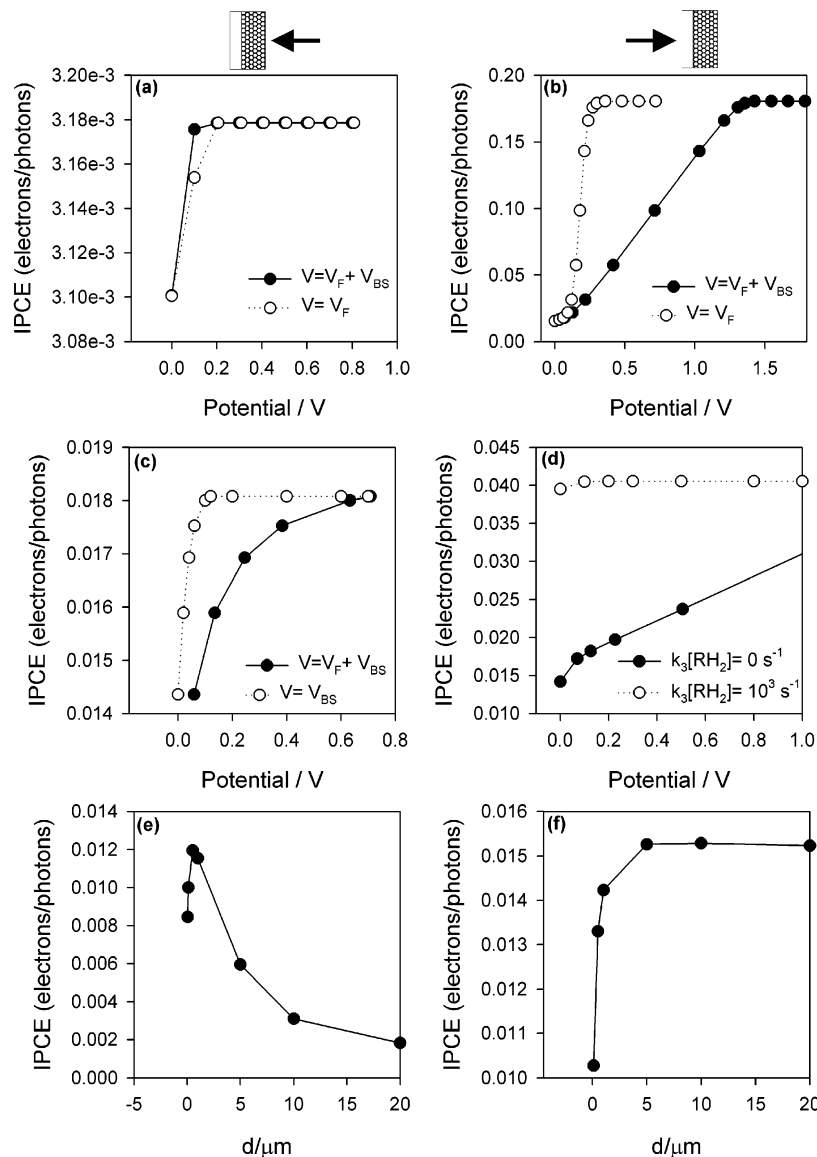 (a)
3.20e-3
3.18e-3
3.16e-3
3.14e-3
3.12e-3
3.10e-3
3.08e-3
IPCE (electrons/photons)
V=V_F+ V_BS
V= V_F
0.0 0.2 0.4 0.6 0.8 1.0
Potential / V
(b)
0.20
0.15
0.10
0.05
0.00
IPCE (electrons/photons)
V=V_F+ V_BS
V= V_F
0.0 0.5 1.0 1.5
Potential / V
(c)
0.019
0.018
0.017
0.016
0.015
0.014
IPCE (electrons/photons)
V=V_F+ V_BS
V= V_BS
0.0 0.2 0.4 0.6 0.8
Potential / V
(d)
0.045
0.040
0.035
0.030
0.025
0.020
0.015
0.010
IPCE (electrons/photons)
k₃[RH₂]= 0 s⁻¹
k₃[RH₂]= 10³ s⁻¹
0.0 0.2 0.4 0.6 0.8 1.0
Potential / V
(e)
0.014
0.012
0.010
0.008
0.006
0.004
0.002
0.000
IPCE (electrons/photons)
-5 0 5 10 15 20
d/μm
(f)
0.016
0.015
0.014
0.013
0.012
0.011
0.010
IPCE (electrons/photons)
0 5 10 15 20
d/μm